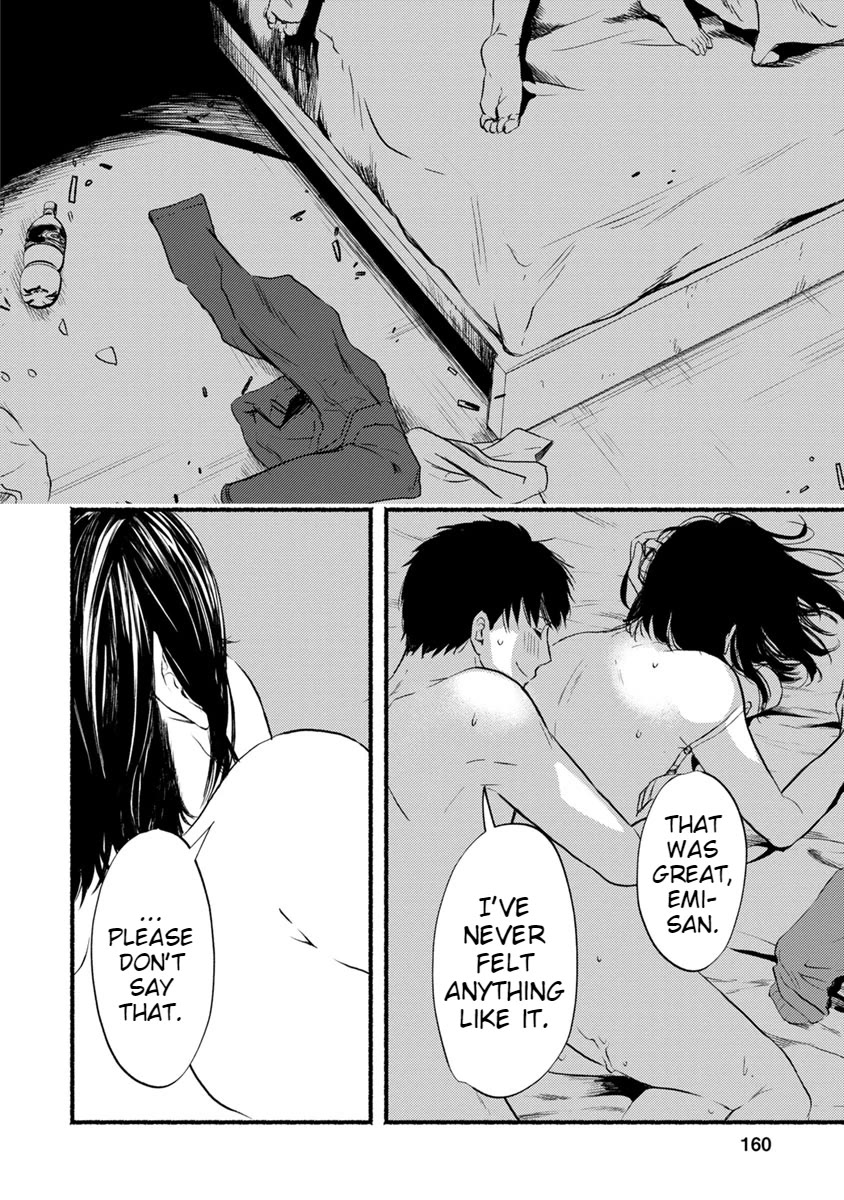 THAT
WAS
GREAT,
EMI-
SAN.
I'VE
NEVER
FELT
ANYTHING
LIKE IT.
...
PLEASE
DON'T
SAY
THAT.
160